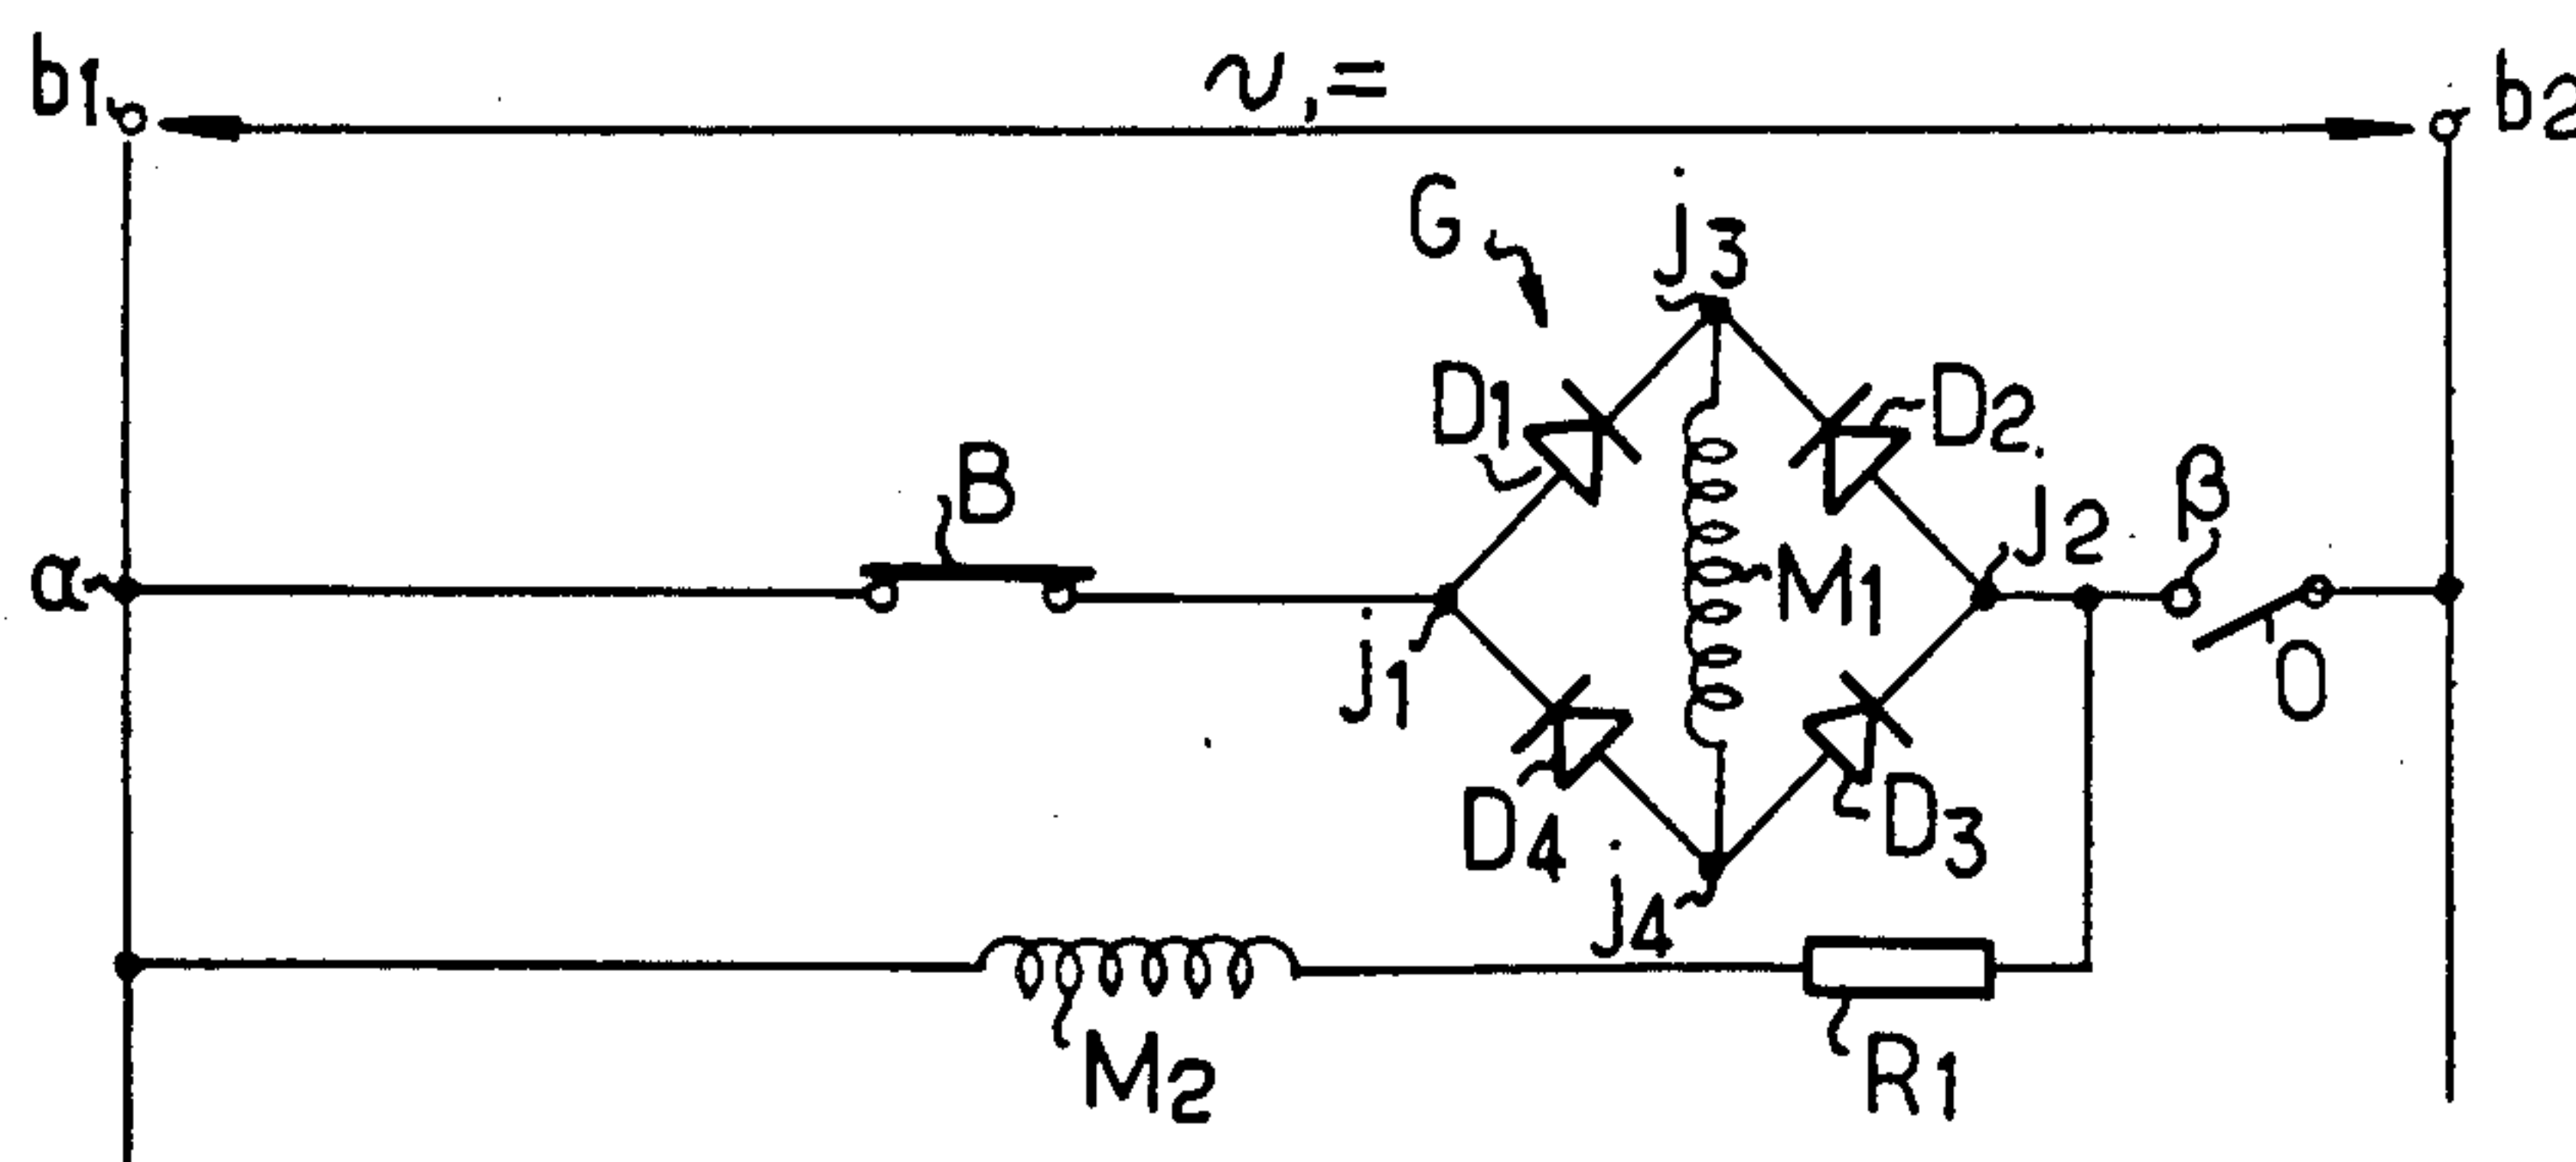 b1
∿,=
b2
G
j3
D1
D2
B
j2
β
α
M1
j1
O
D4
D3
j4
M2
R1